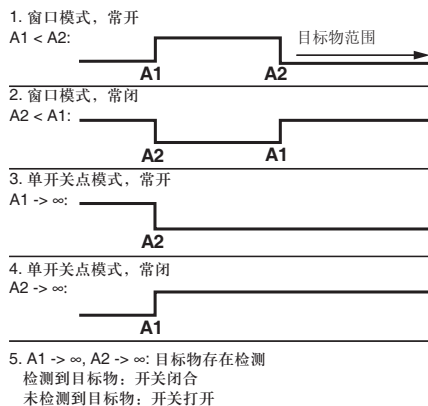 1. 窗口模式，常开
A1 < A2:
目标物范围
A1 A2
2. 窗口模式，常闭
A2 < A1:
A2 A1
3. 单开关点模式，常开
A1 -> ∞:
A2
4. 单开关点模式，常闭
A2 -> ∞:
A1
5. A1 -> ∞, A2 -> ∞: 目标物存在检测
检测到目标物：开关闭合
未检测到目标物：开关打开